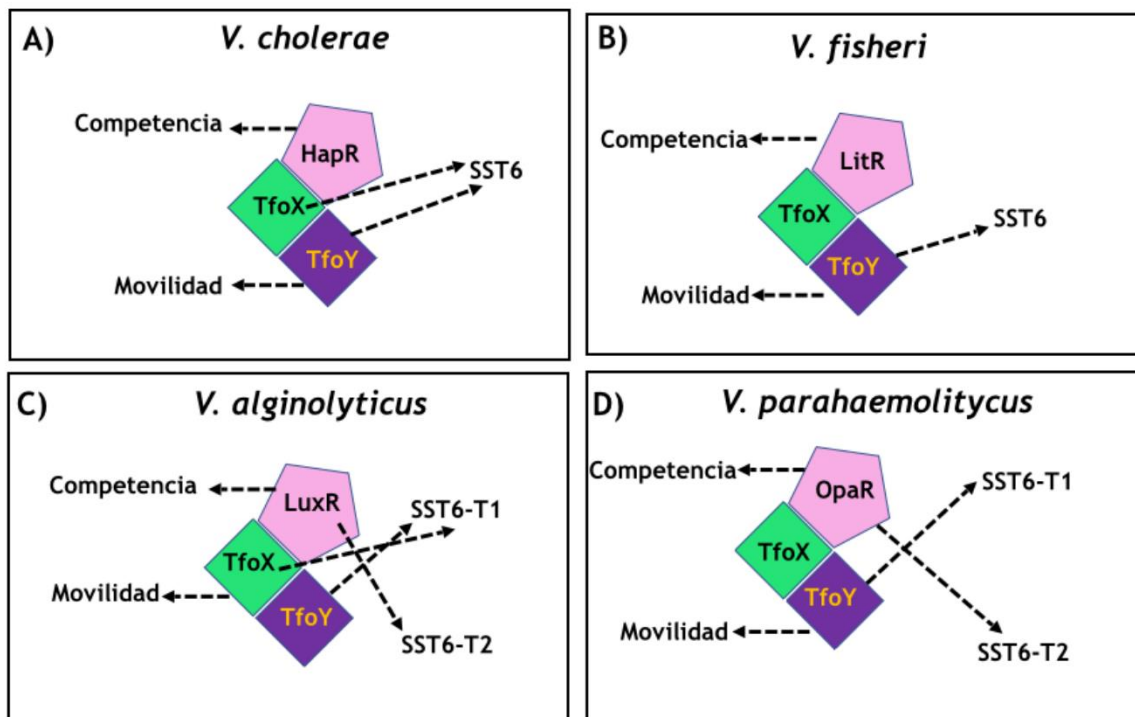 A)
V. cholerae
Competencia
HapR
SST6
TfoX
TfoY
Movilidad
B)
V. fisheri
Competencia
LitR
TfoX
SST6
TfoY
Movilidad
C)
V. alginolyticus
Competencia
LuxR
SST6-T1
TfoX
Movilidad
TfoY
SST6-T2
D)
V. parahaemolitycus
Competencia
OpaR
SST6-T1
TfoX
TfoY
Movilidad
SST6-T2